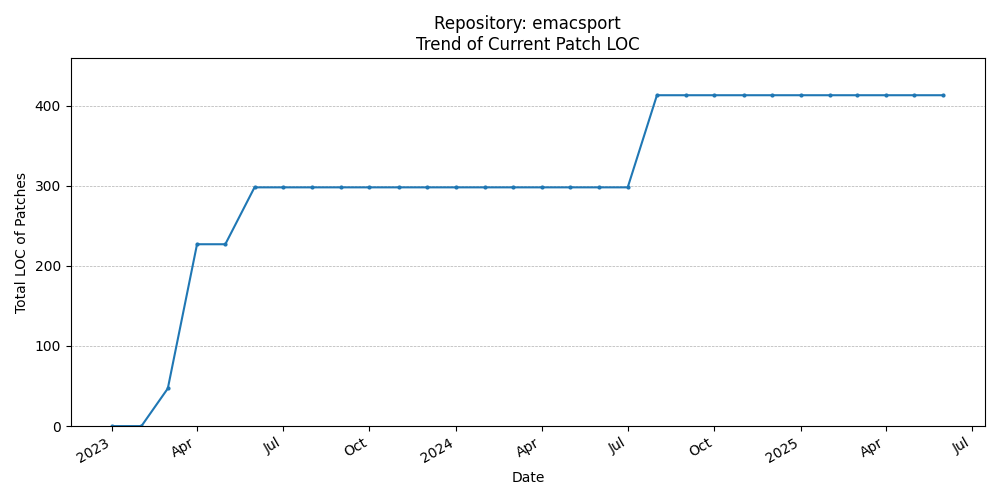 Repository: emacsport
Trend of Current Patch LOC
400
300
200
100
0
Total LOC of Patches
2023
Apr
Jul
Oct
2024
Apr
Jul
Oct
2025
Apr
Jul
Date